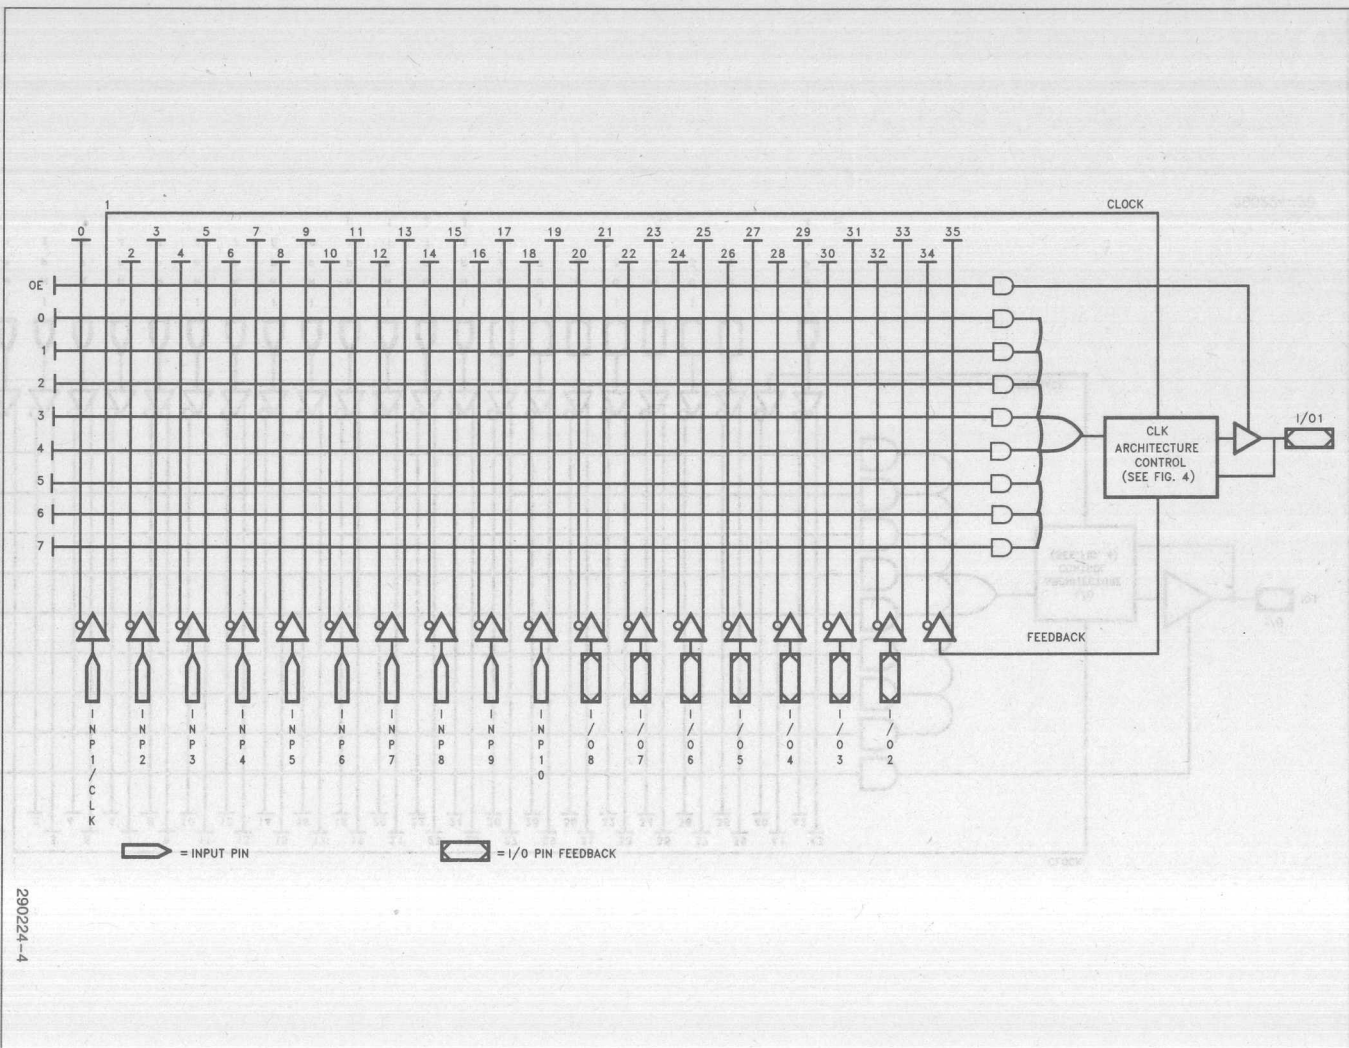 1
CLOCK
0 3 5 7 9 11 13 15 17 19 21 23 25 27 29 31 33 35
2 4 6 8 10 12 14 16 18 20 22 24 26 28 30 32 34
OE
0
1
2
3
4
5
6
7
CLK
ARCHITECTURE
CONTROL
(SEE FIG. 4)
I/O1
FEEDBACK
INP1/CLK
INP2
INP3
INP4
INP5
INP6
INP7
INP8
INP9
INP10
I/O8
I/O7
I/O6
I/O5
I/O4
I/O3
I/O2
= INPUT PIN
= I/O PIN FEEDBACK
290224-4